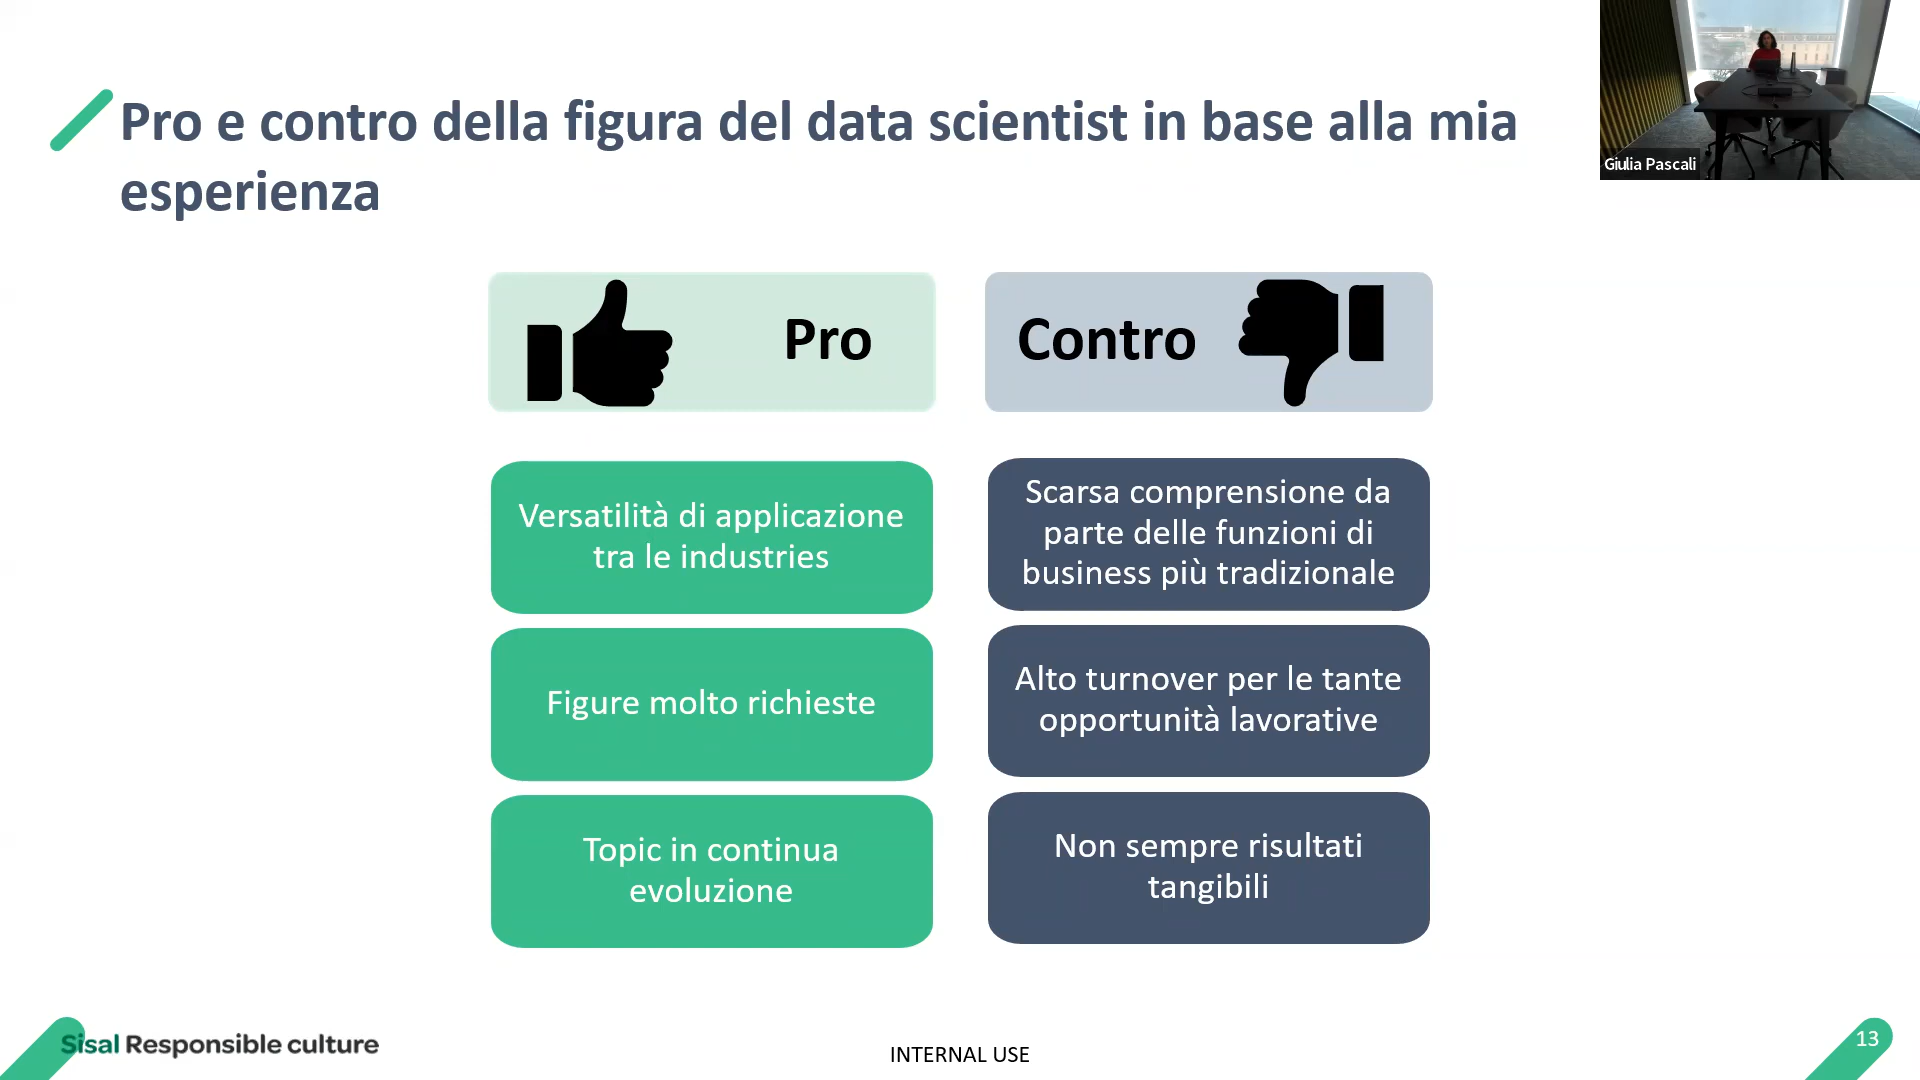 Pro e contro della figura del data scientist in base alla mia
esperienza
Giulia Pascali
Pro
Contro
Versatilità di applicazione
tra le industries
Figure molto richieste
Topic in continua
evoluzione
Scarsa comprensione da
parte delle funzioni di
business più tradizionale
Alto turnover per le tante
opportunità lavorative
Non sempre risultati
tangibili
Sisal Responsible culture
INTERNAL USE
13